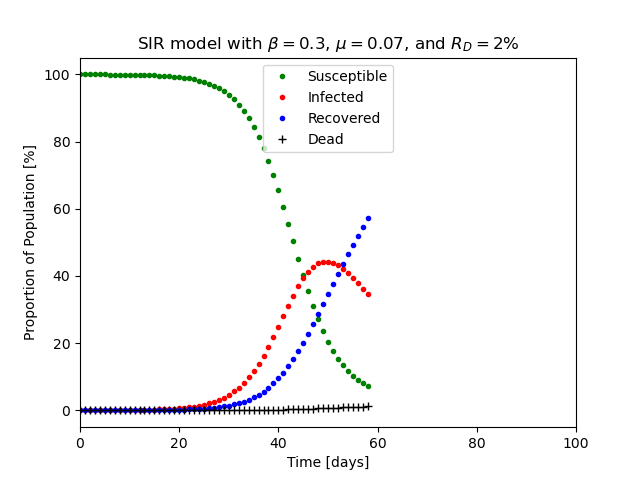 SIR model with β = 0.3, μ = 0.07, and R_D = 2%
Susceptible
Infected
Recovered
Dead
Proportion of Population [%]
100
80
60
40
20
0
0 20 40 60 80 100
Time [days]